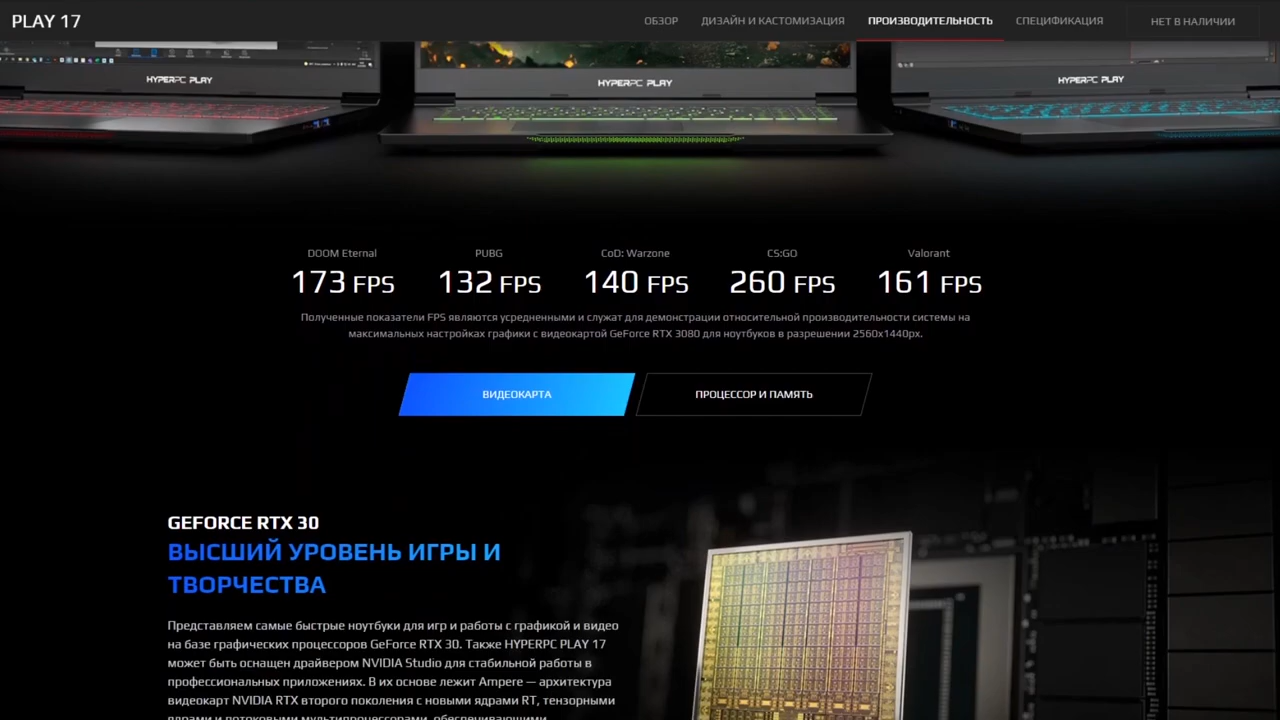 PLAY 17
ОБЗОР
ДИЗАЙН И КАСТОМИЗАЦИЯ
ПРОИЗВОДИТЕЛЬНОСТЬ
СПЕЦИФИКАЦИЯ
НЕТ В НАЛИЧИИ
HYPERPC PLAY
HYPERPC PLAY
HYPERPC PLAY
DOOM Eternal
173 FPS
PUBG
132 FPS
CoD: Warzone
140 FPS
CS:GO
260 FPS
Valorant
161 FPS
Полученные показатели FPS являются усредненными и служат для демонстрации относительной производительности системы на
максимальных настройках графики с видеокартой GeForce RTX 3080 для ноутбуков в разрешении 2560x1440px.
ВИДЕОКАРТА
ПРОЦЕССОР И ПАМЯТЬ
GEFORCE RTX 30
ВЫСШИЙ УРОВЕНЬ ИГРЫ И
ТВОРЧЕСТВА
Представляем самые быстрые ноутбуки для игр и работы с графикой и видео
на базе графических процессоров GeForce RTX 30. Также HYPERPC PLAY 17
может быть оснащен драйвером NVIDIA Studio для стабильной работы в
профессиональных приложениях. В их основе лежит Ampere — архитектура
видеокарт NVIDIA RTX второго поколения с новыми ядрами RT, тензорными
ядрами и потоковыми мультипроцессорами, обеспечивающими